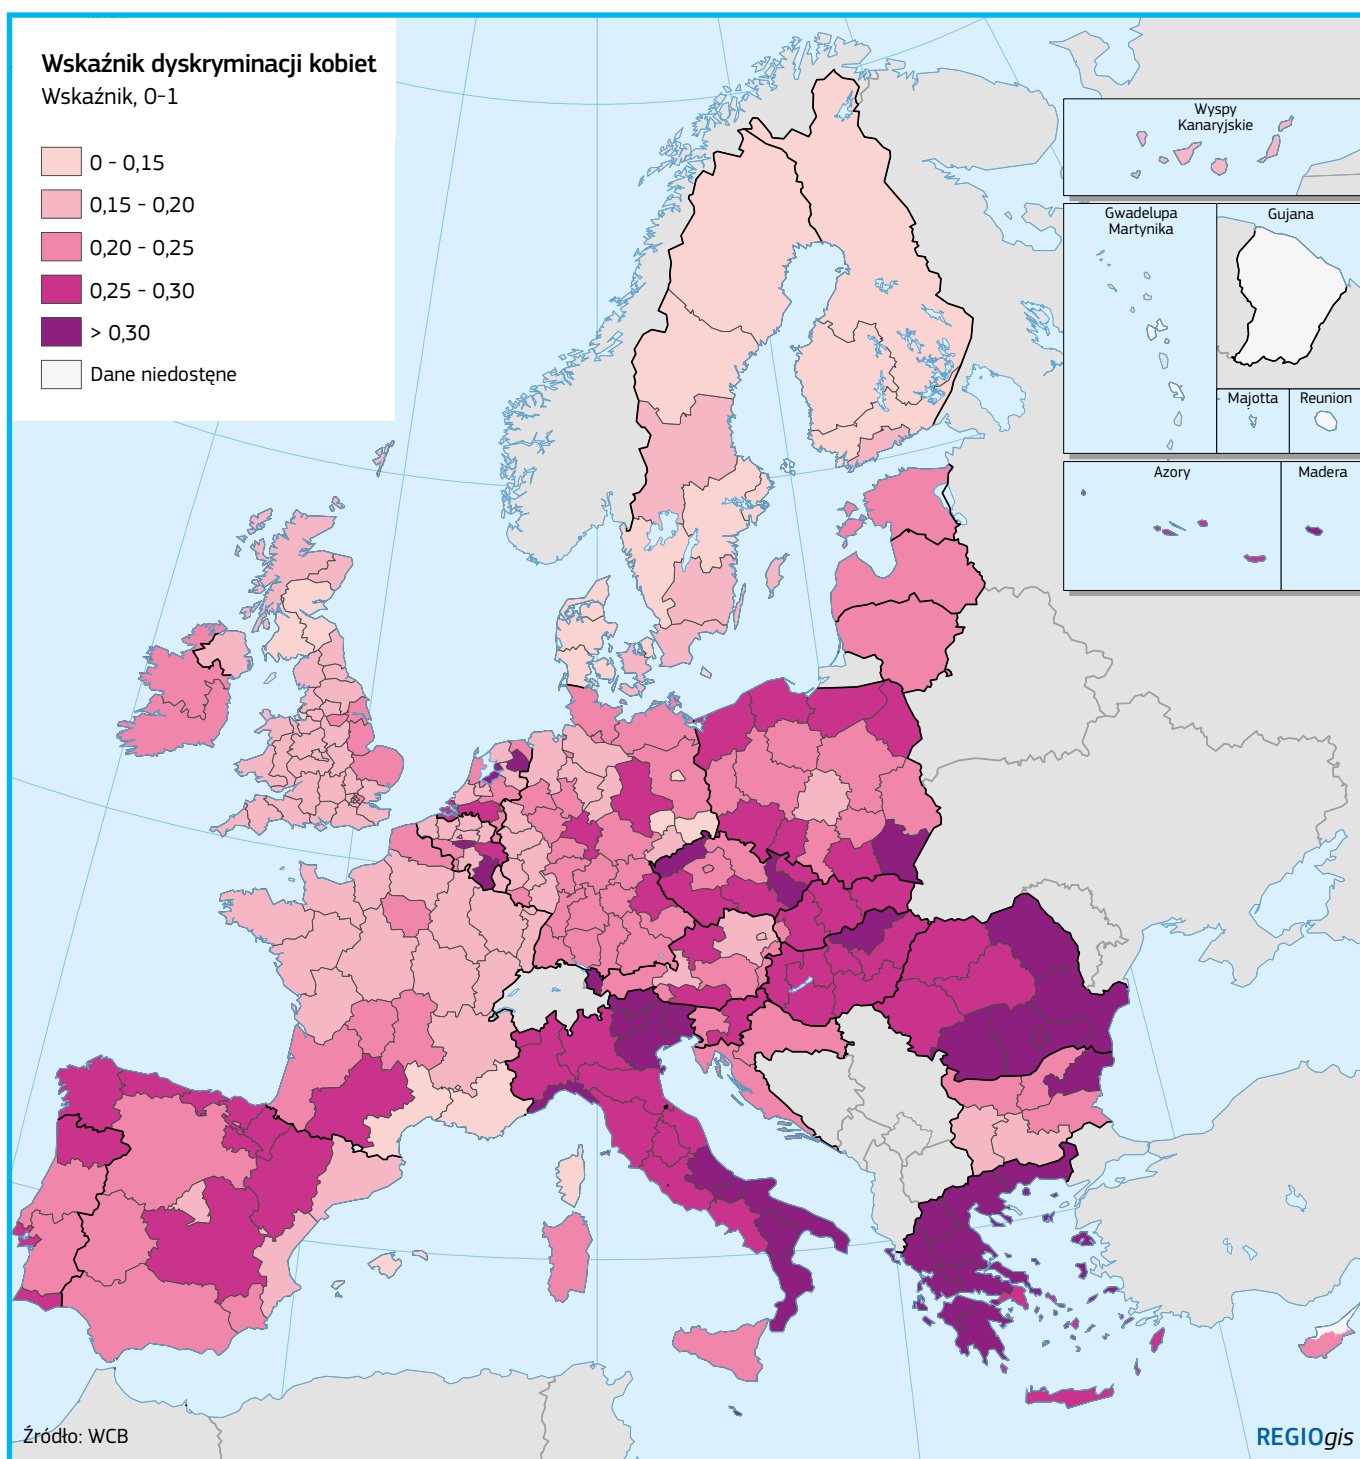 Wskaźnik dyskryminacji kobiet
Wskaźnik, 0-1
0 - 0,15
0,15 - 0,20
0,20 - 0,25
0,25 - 0,30
> 0,30
Dane niedostęne
Wyspy
Kanaryjskie
Gwadelupa
Martynika
Gujana
Majotta
Reunion
Azory
Madera
Źródło: WCB
REGIOgis